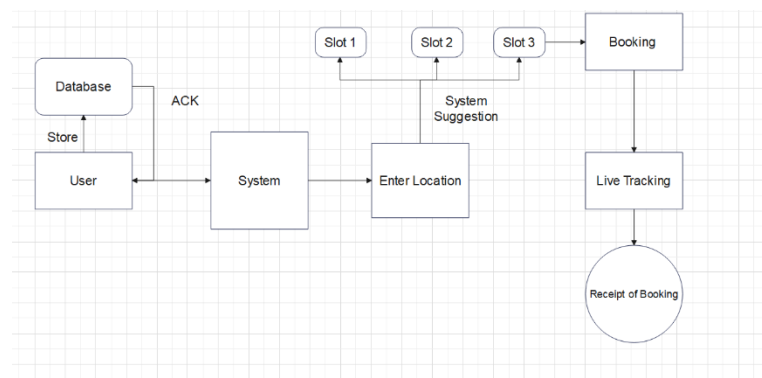 Slot 1
Slot 2
Slot 3
Booking
Database
ACK
System
Suggestion
Store
User
System
Enter Location
Live Tracking
Receipt of Booking